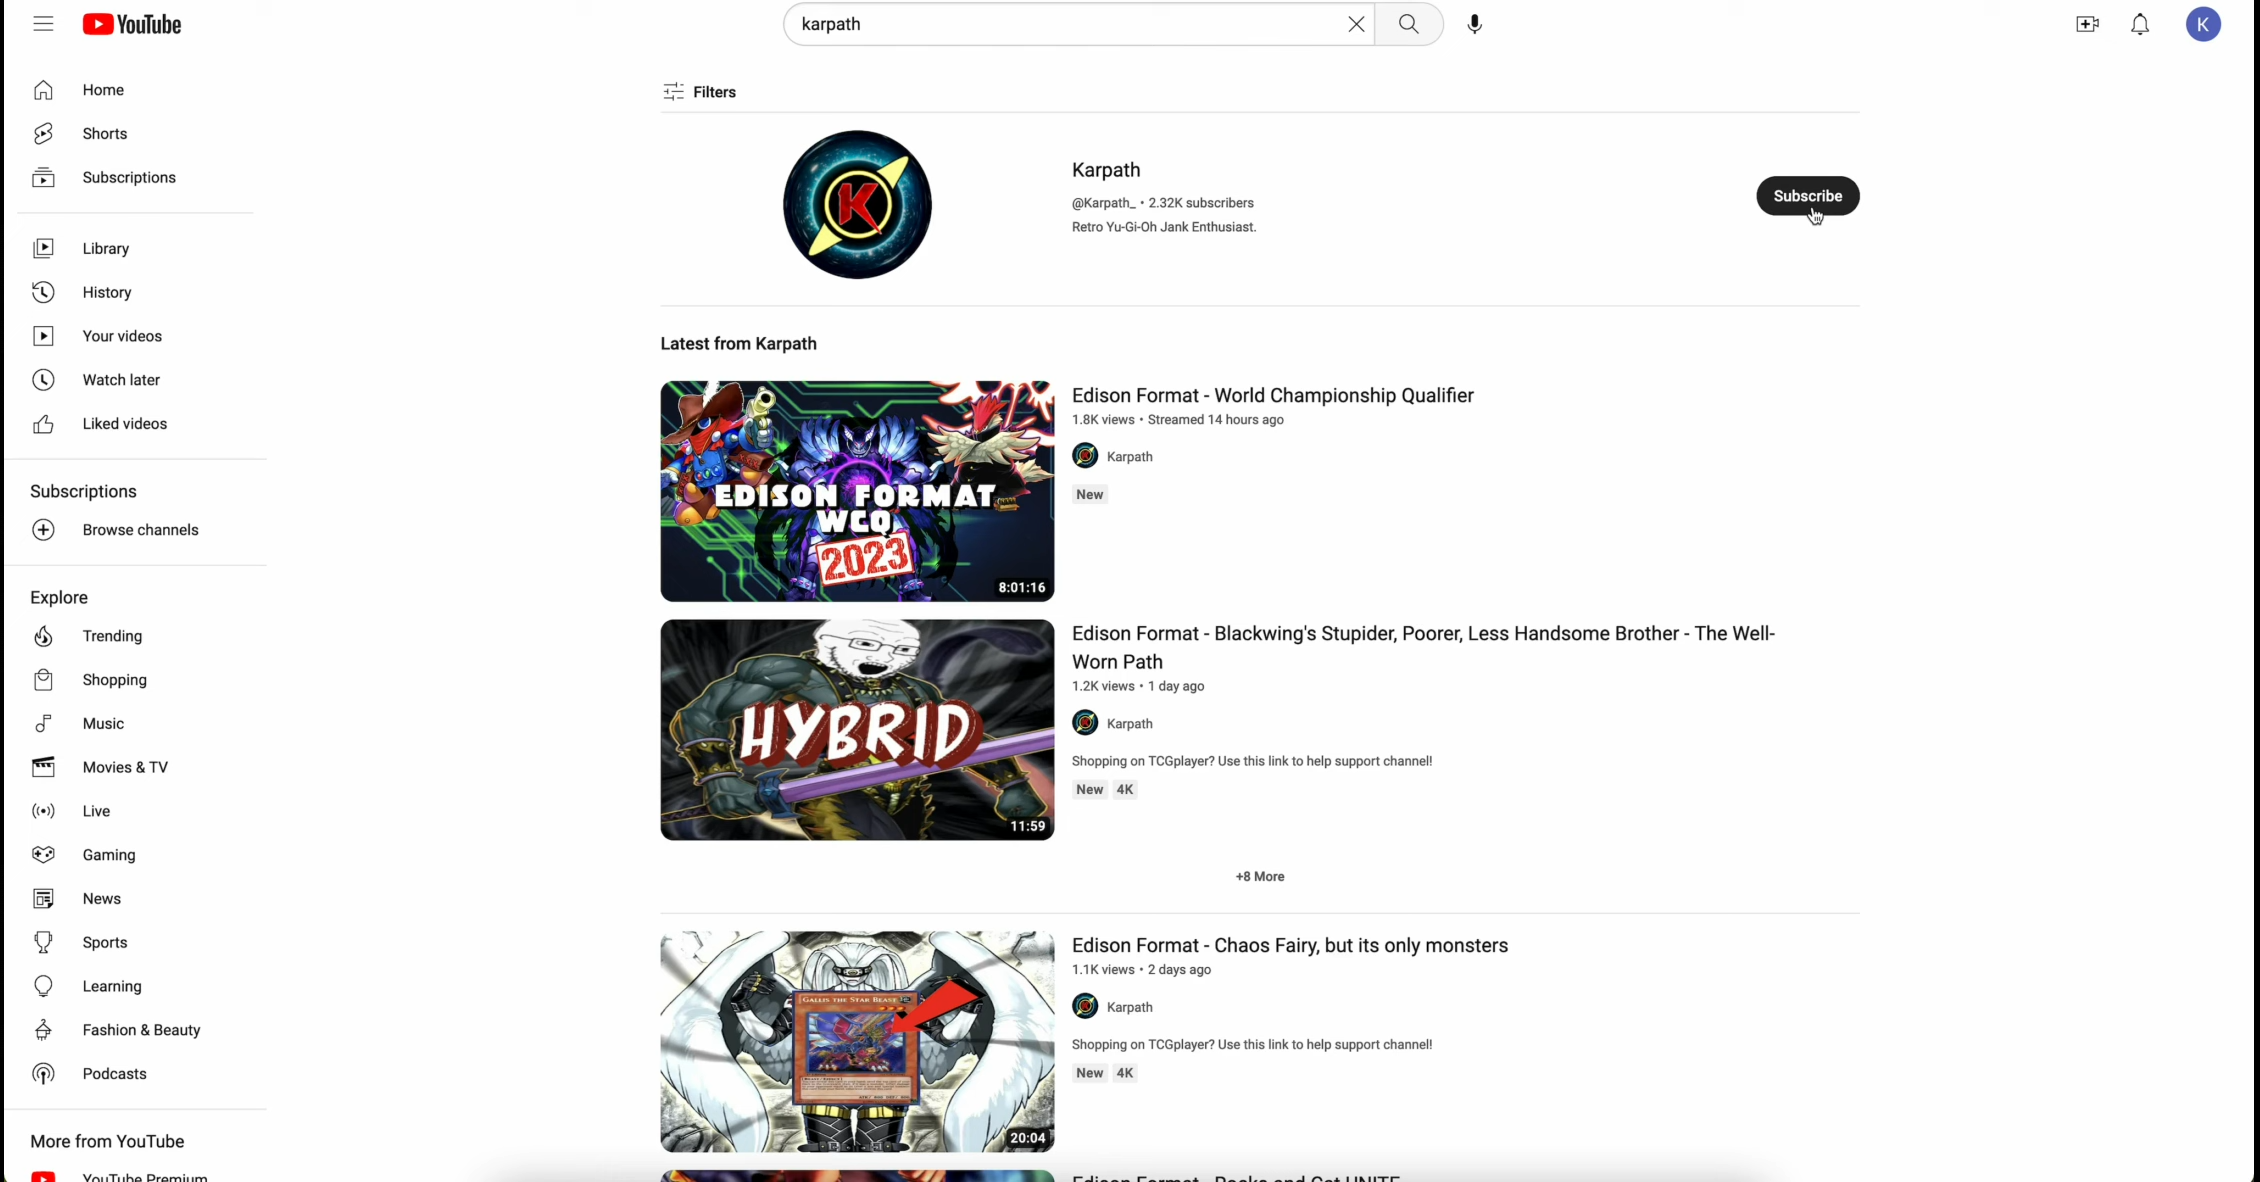 YouTube
karpath
K
Home
Shorts
Subscriptions
Library
History
Your videos
Watch later
Liked videos
Subscriptions
Browse channels
Explore
Trending
Shopping
Music
Movies & TV
Live
Gaming
News
Sports
Learning
Fashion & Beauty
Podcasts
More from YouTube
YouTube Premium
Filters
K
Karpath
@Karpath_ • 2.32K subscribers
Retro Yu-Gi-Oh Jank Enthusiast.
Subscribe
Latest from Karpath
EDISON FORMAT
WCQ
2023
8:01:16
Edison Format - World Championship Qualifier
1.8K views • Streamed 14 hours ago
Karpath
New
HYBRID
11:59
Edison Format - Blackwing's Stupider, Poorer, Less Handsome Brother - The Well-
Worn Path
1.2K views • 1 day ago
Karpath
Shopping on TCGplayer? Use this link to help support channel!
New 4K
+8 More
GALLIS THE STAR BEAST
20:04
Edison Format - Chaos Fairy, but its only monsters
1.1K views • 2 days ago
Karpath
Shopping on TCGplayer? Use this link to help support channel!
New 4K